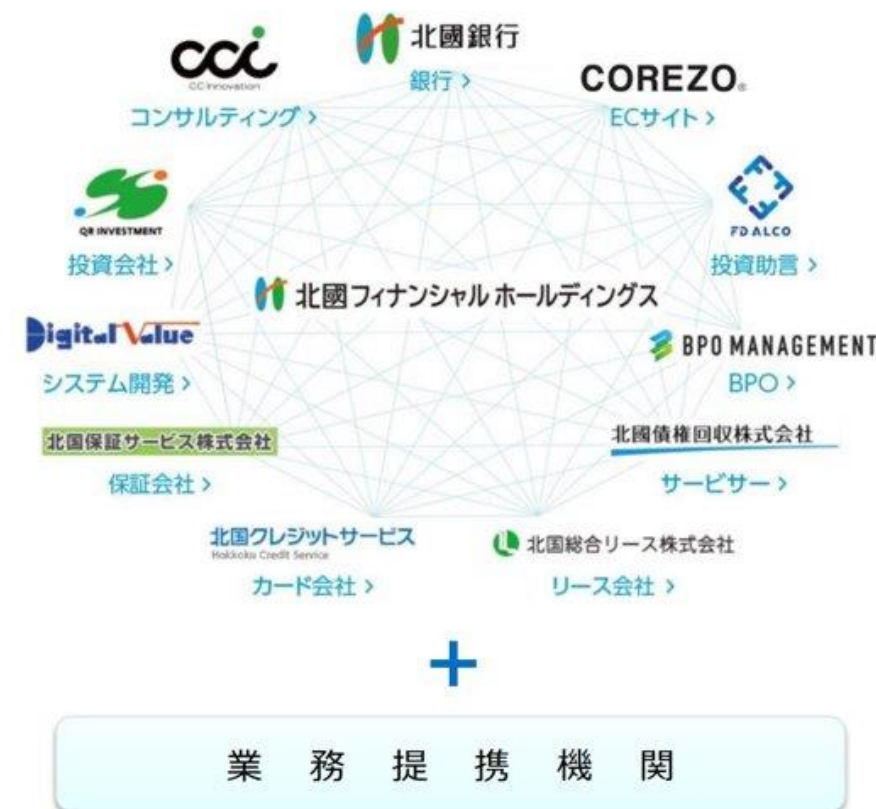 北國銀行
銀行 >
cci
CC Innovation
コンサルティング >
COREZO®
ECサイト >
QR INVESTMENT
投資会社 >
FD ALCO
投資助言 >
北國フィナンシャルホールディングス
Digital Value
システム開発 >
BPO MANAGEMENT
BPO >
北国保証サービス株式会社
保証会社 >
北國債権回収株式会社
サービサー >
北国クレジットサービス
Hokkoku Credit Service
カード会社 >
北国総合リース株式会社
リース会社 >
+
業務提携機関